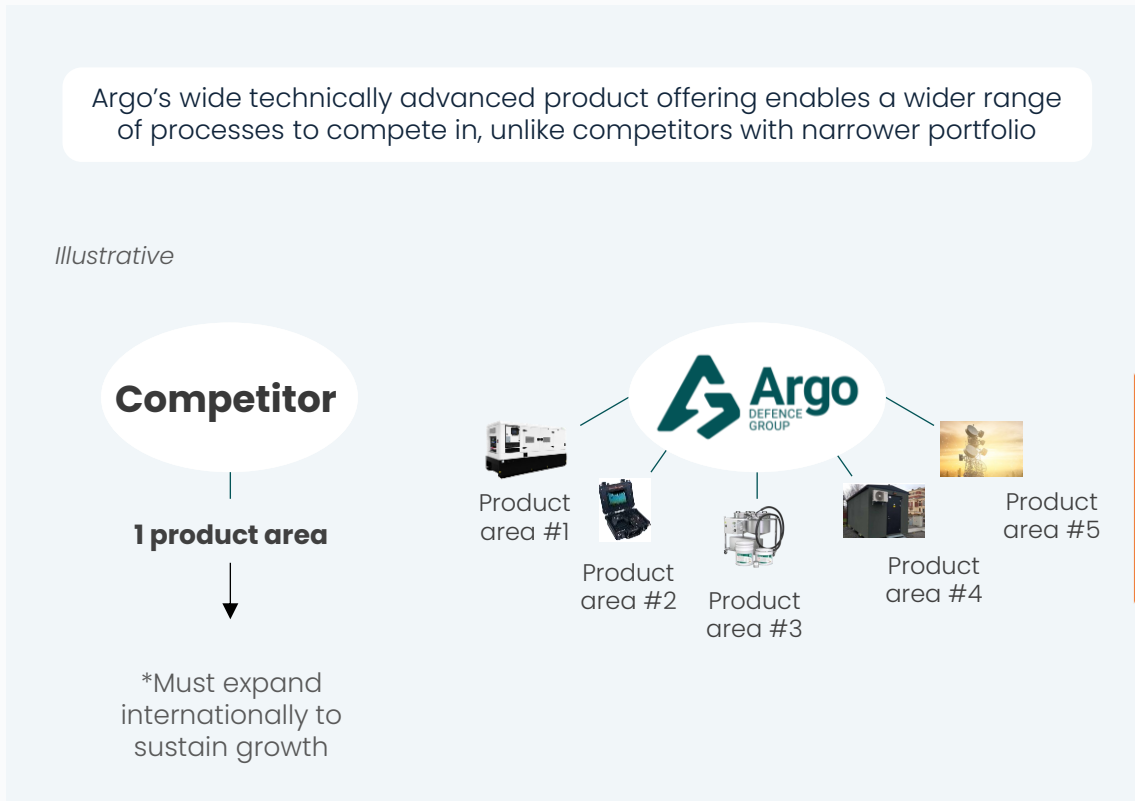 Argo’s wide technically advanced product offering enables a wider range
of processes to compete in, unlike competitors with narrower portfolio
Illustrative
Competitor
1 product area
*Must expand
internationally to
sustain growth
Argo
DEFENCE
GROUP
Product
area #1
Product
area #2
Product
area #3
Product
area #4
Product
area #5